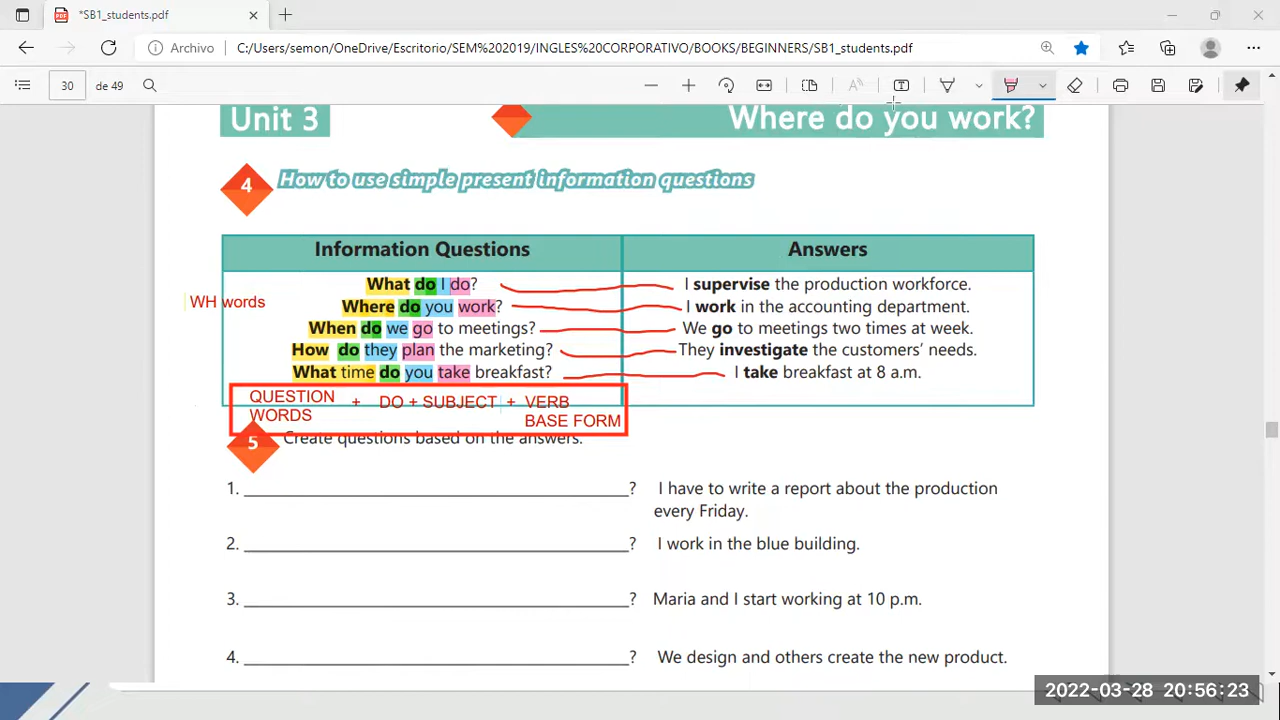 *SB1_students.pdf
Archivo C:/Users/semon/OneDrive/Escritorio/SEM%202019/INGLES%20CORPORATIVO/BOOKS/BEGINNERS/SB1_students.pdf
30 de 49
Unit 3 Where do you work?
4 How to use simple present information questions
Information Questions Answers
What do I do? I supervise the production workforce.
WH words
Where do you work? I work in the accounting department.
When do we go to meetings? We go to meetings two times at week.
How do they plan the marketing? They investigate the customers’ needs.
What time do you take breakfast? I take breakfast at 8 a.m.
QUESTION + DO + SUBJECT + VERB
WORDS BASE FORM
5 Create questions based on the answers.
1. ? I have to write a report about the production
every Friday.
2. ? I work in the blue building.
3. ? Maria and I start working at 10 p.m.
4. ? We design and others create the new product.
2022-03-28 20:56:23